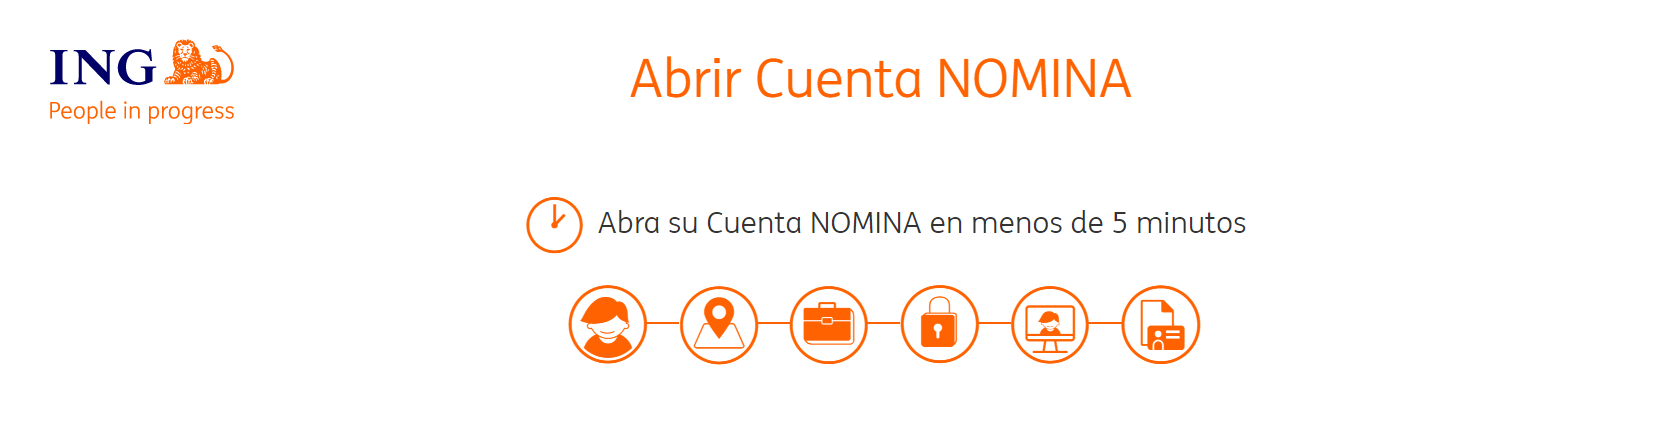 ING
People in progress
Abrir Cuenta NOMINA
Abra su Cuenta NOMINA en menos de 5 minutos